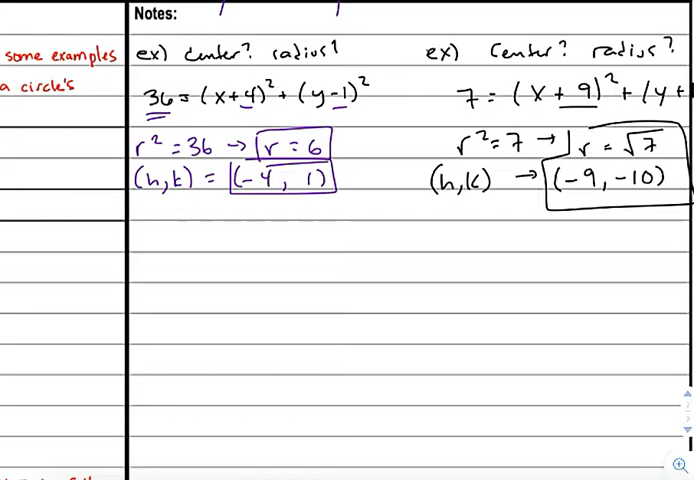 Notes:
some examples
a circle's
ex) center? radius?
36 = (x+4)² + (y-1)²
r² = 36 → r = 6
(h,k) = (-4, 1)
ex) Center? radius?
7 = (x + 9)² + (y +
r² = 7 → r = √7
(h,k) → (-9, -10)